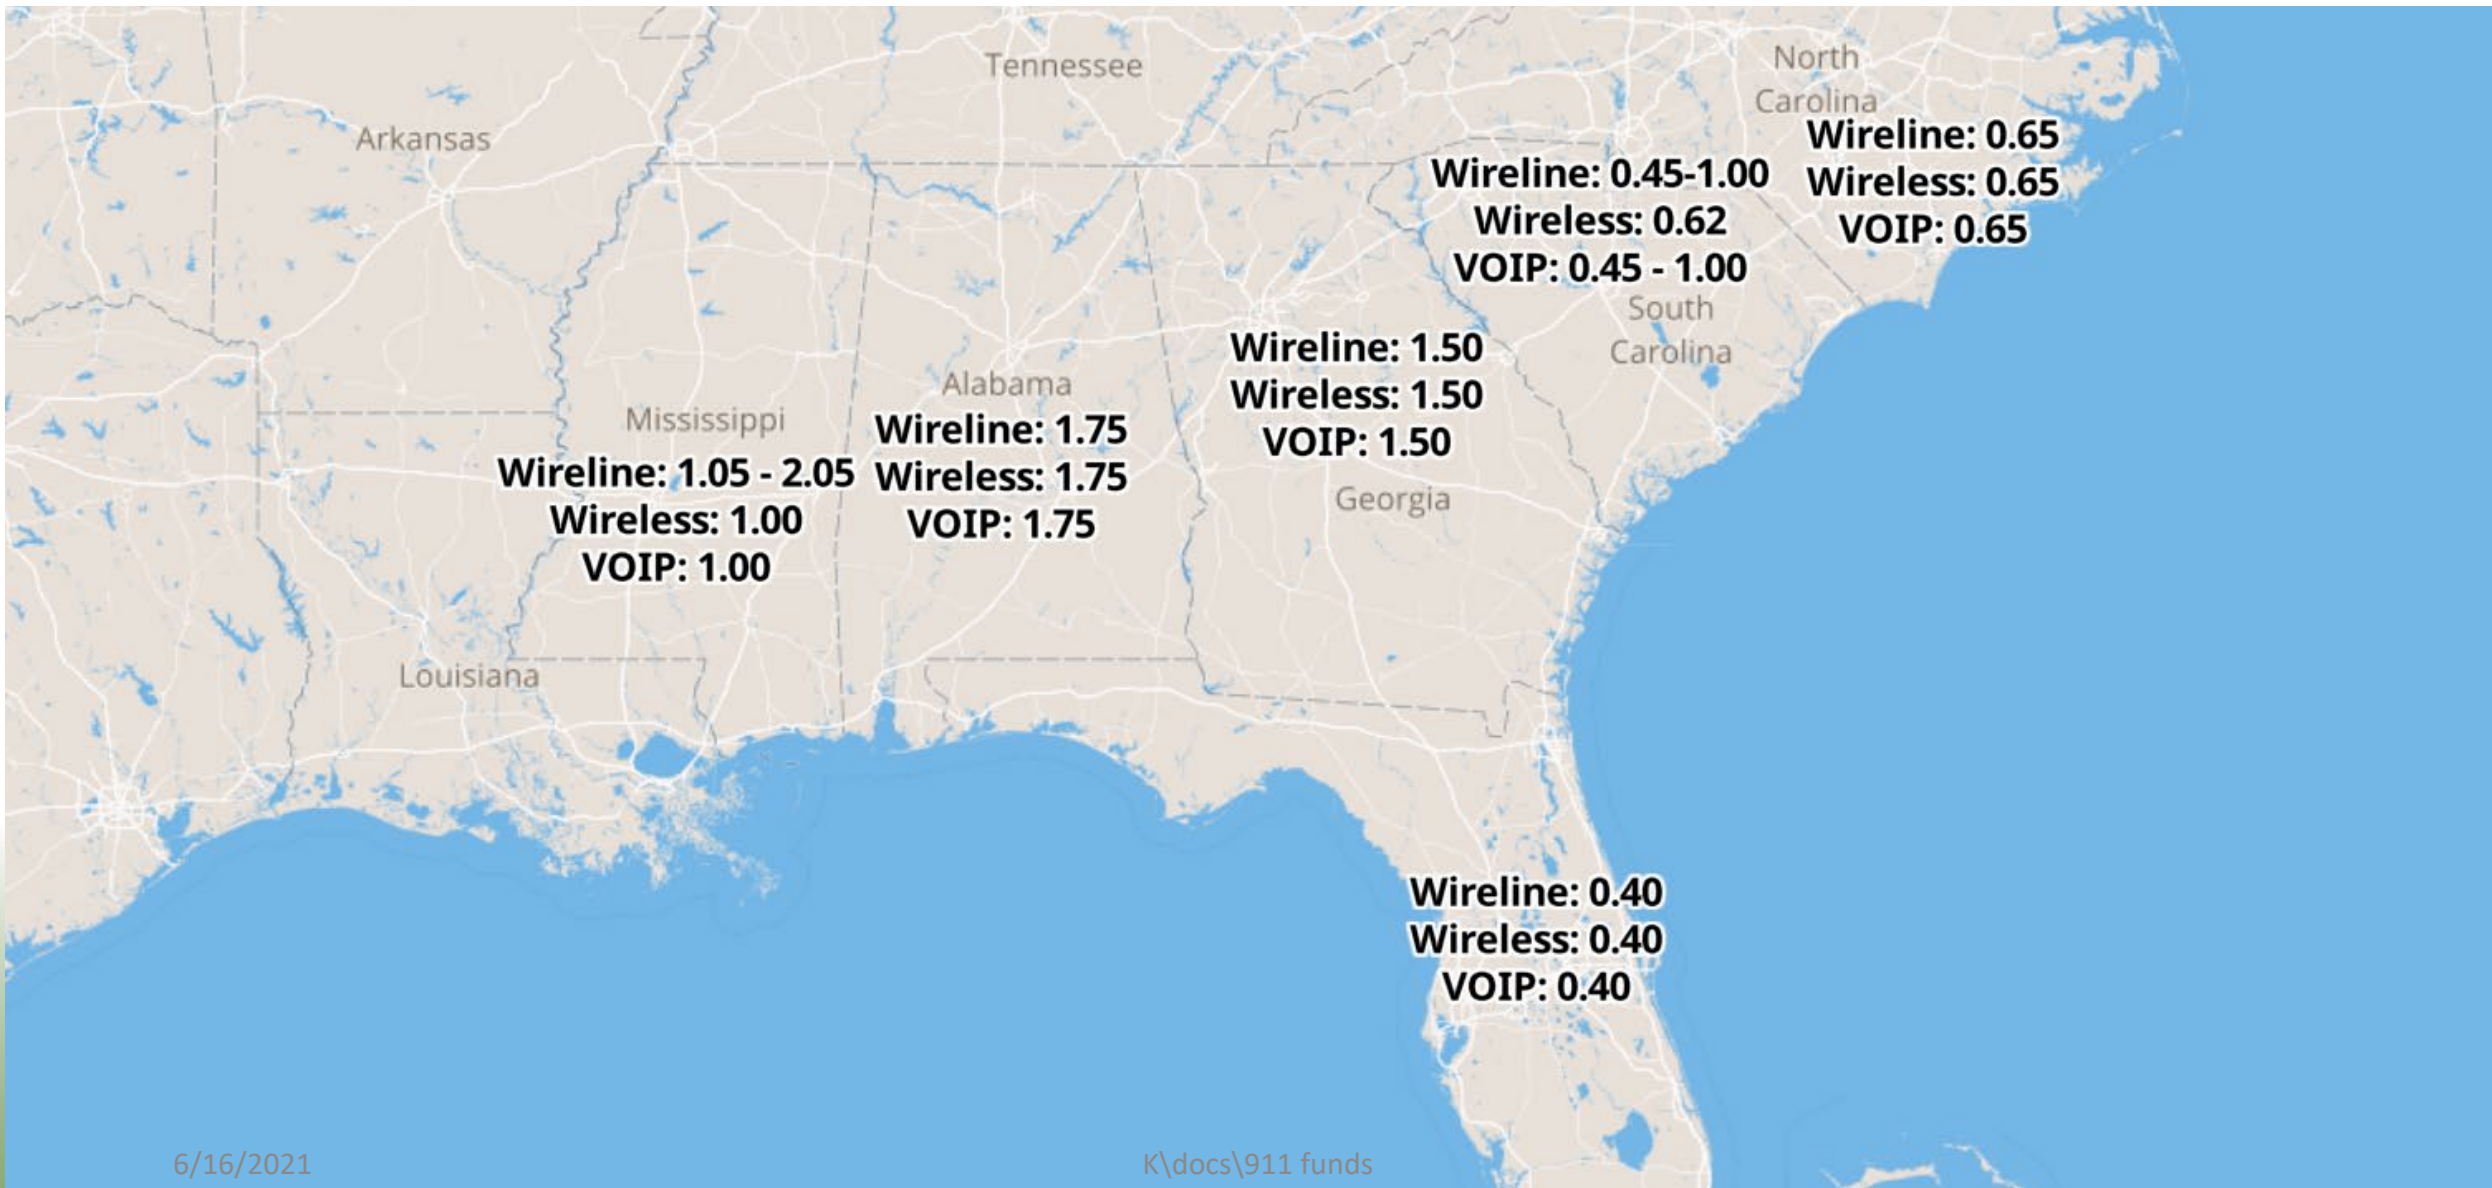 Tennessee
North
Carolina
Arkansas
Wireline: 0.65
Wireless: 0.65
VOIP: 0.65
Wireline: 0.45-1.00
Wireless: 0.62
VOIP: 0.45 - 1.00
South
Carolina
Wireline: 1.50
Wireless: 1.50
VOIP: 1.50
Georgia
Alabama
Wireline: 1.75
Wireless: 1.75
VOIP: 1.75
Mississippi
Wireline: 1.05 - 2.05
Wireless: 1.00
VOIP: 1.00
Louisiana
Wireline: 0.40
Wireless: 0.40
VOIP: 0.40
6/16/2021
K\docs\911 funds